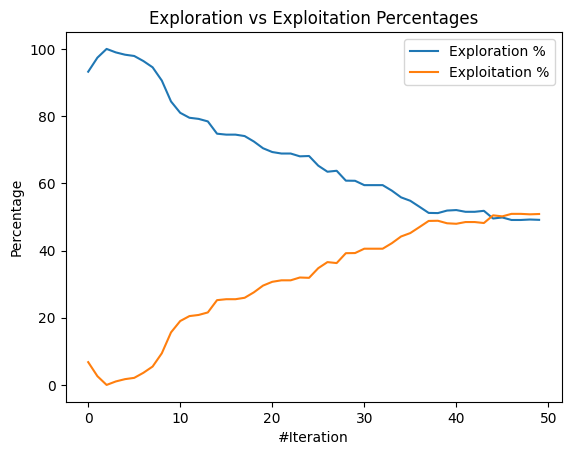 Exploration vs Exploitation Percentages
Exploration %
Exploitation %
100
80
60
40
20
0
Percentage
0 10 20 30 40 50
#Iteration